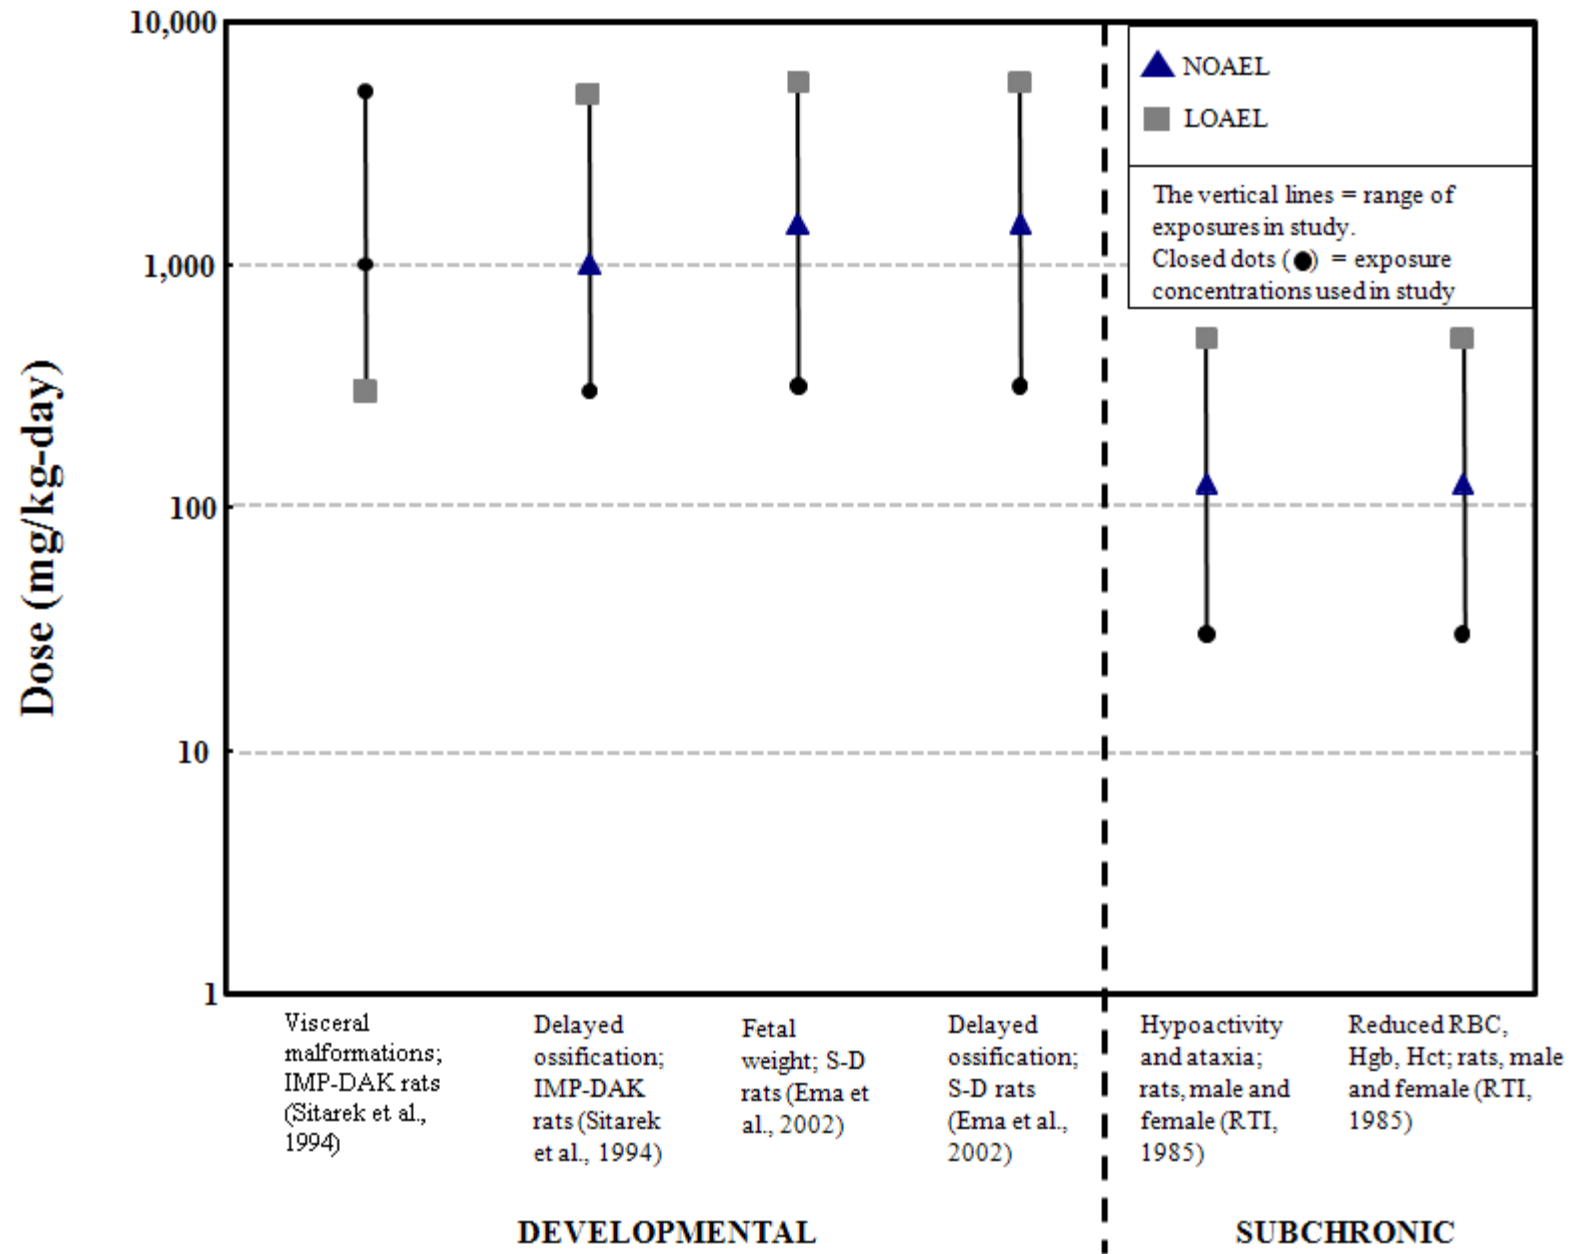 10,000
1,000
100
10
1
Dose (mg/kg-day)
NOAEL
LOAEL
The vertical lines = range of
exposures in study.
Closed dots (●) = exposure
concentrations used in study
Visceral
malformations;
IMP-DAK rats
(Sitarek et al.,
1994)
Delayed
ossification;
IMP-DAK
rats (Sitarek
et al., 1994)
Fetal
weight; S-D
rats (Ema et
al., 2002)
Delayed
ossification;
S-D rats
(Ema et al.,
2002)
Hypoactivity
and ataxia;
rats, male and
female (RTI,
1985)
Reduced RBC,
Hgb, Hct; rats, male
and female (RTI,
1985)
DEVELOPMENTAL
SUBCHRONIC